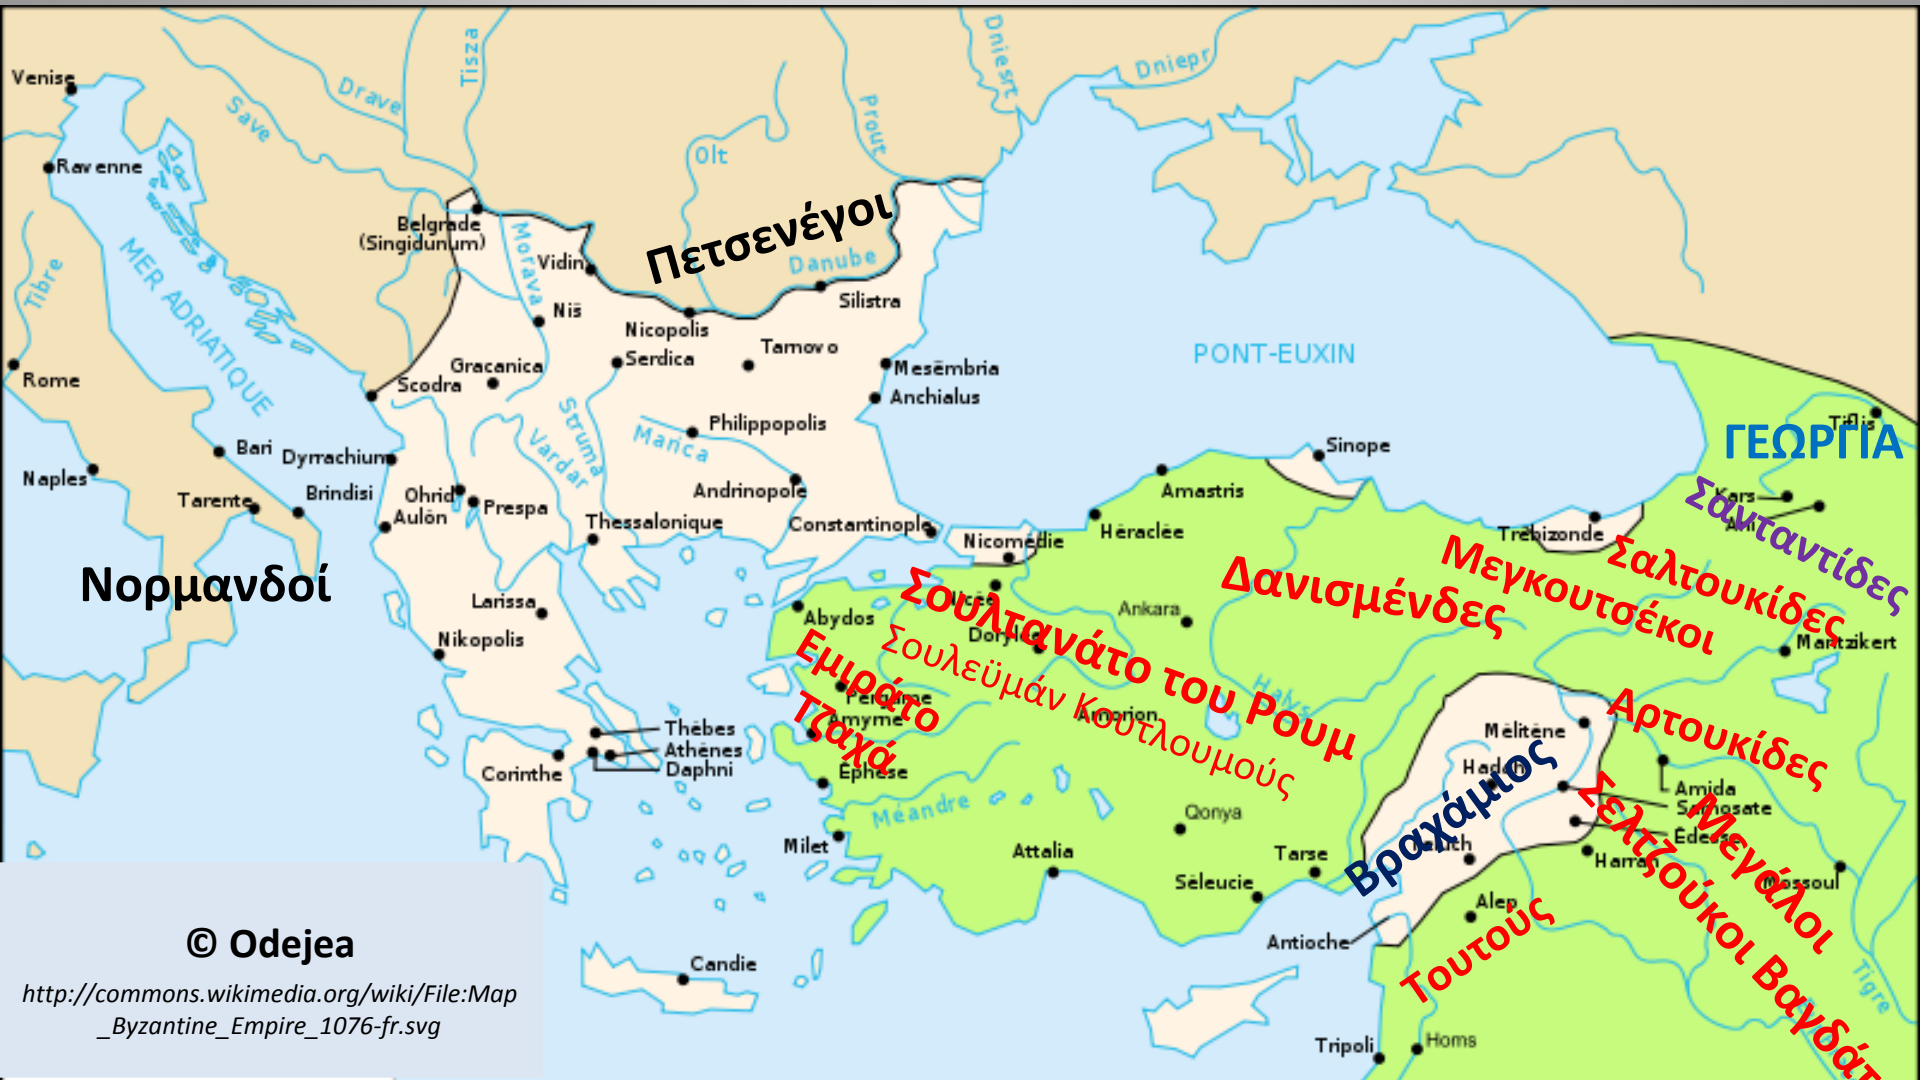 Tisza
Dniesrt
Dniepr
Venise
Drave
Save
Prout
Olt
Ravenne
Πετσενέγοι
Belgrade
(Singidunum)
Morava
Vidin
Danube
MER ADRIATIQUE
Tibre
Silistra
Niš
Nicopolis
Tarnovo
Serdica
Gracanica
Scodra
Rome
PONT-EUXIN
Mesëmbria
Anchialus
Struma
Vardar
Marica
Philippopolis
Tiflis
ΓΕΩΡΓΙΑ
Bari
Dyrrachium
Sinope
Naples
Tarente
Brindisi
Ohrid
Prespa
Aulôn
Andrinopole
Amastris
Kars
Ani
Σανταντίδες
Thessalonique
Constantinople
Héraclée
Nicomédie
Trébizonde
Νορμανδοί
Δανισμένδες
Μεγκουτσέκοι
Σαλτουκίδες
Larissa
Nicée
Σουλτανάτο του Ρουμ
Ankara
Abydos
Dorylée
Σουλεϋμάν Κουτλουμούς
Nikopolis
Mantzikert
Εμιράτο
Τζαχά
Pergame
Smyrne
Halys
Amorion
Αρτουκίδες
Thèbes
Athènes
Daphni
Mélitène
Hadath
Corinthe
Éphèse
Amida
Samosate
Méandre
Qonya
Βραχάμιος
Édesse
Milet
Attalia
Tarse
Harran
Μεγάλοι
Σελτζούκοι Βαγδάτ
Séleucie
Mossoul
Alep
Antioche
Τουτούς
© Odejea
Candie
http://commons.wikimedia.org/wiki/File:Map
_Byzantine_Empire_1076-fr.svg
Tigre
Tripoli
Homs